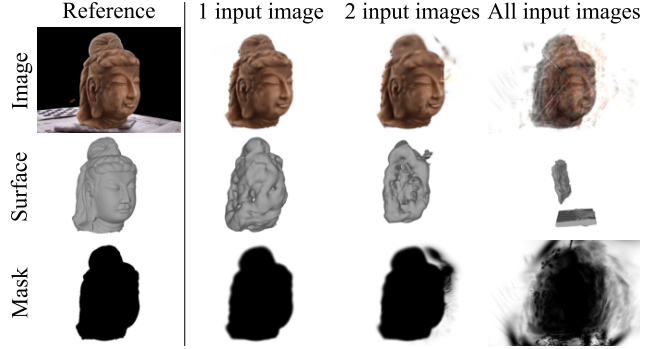 Reference
1 input image
2 input images
All input images
Image
Surface
Mask